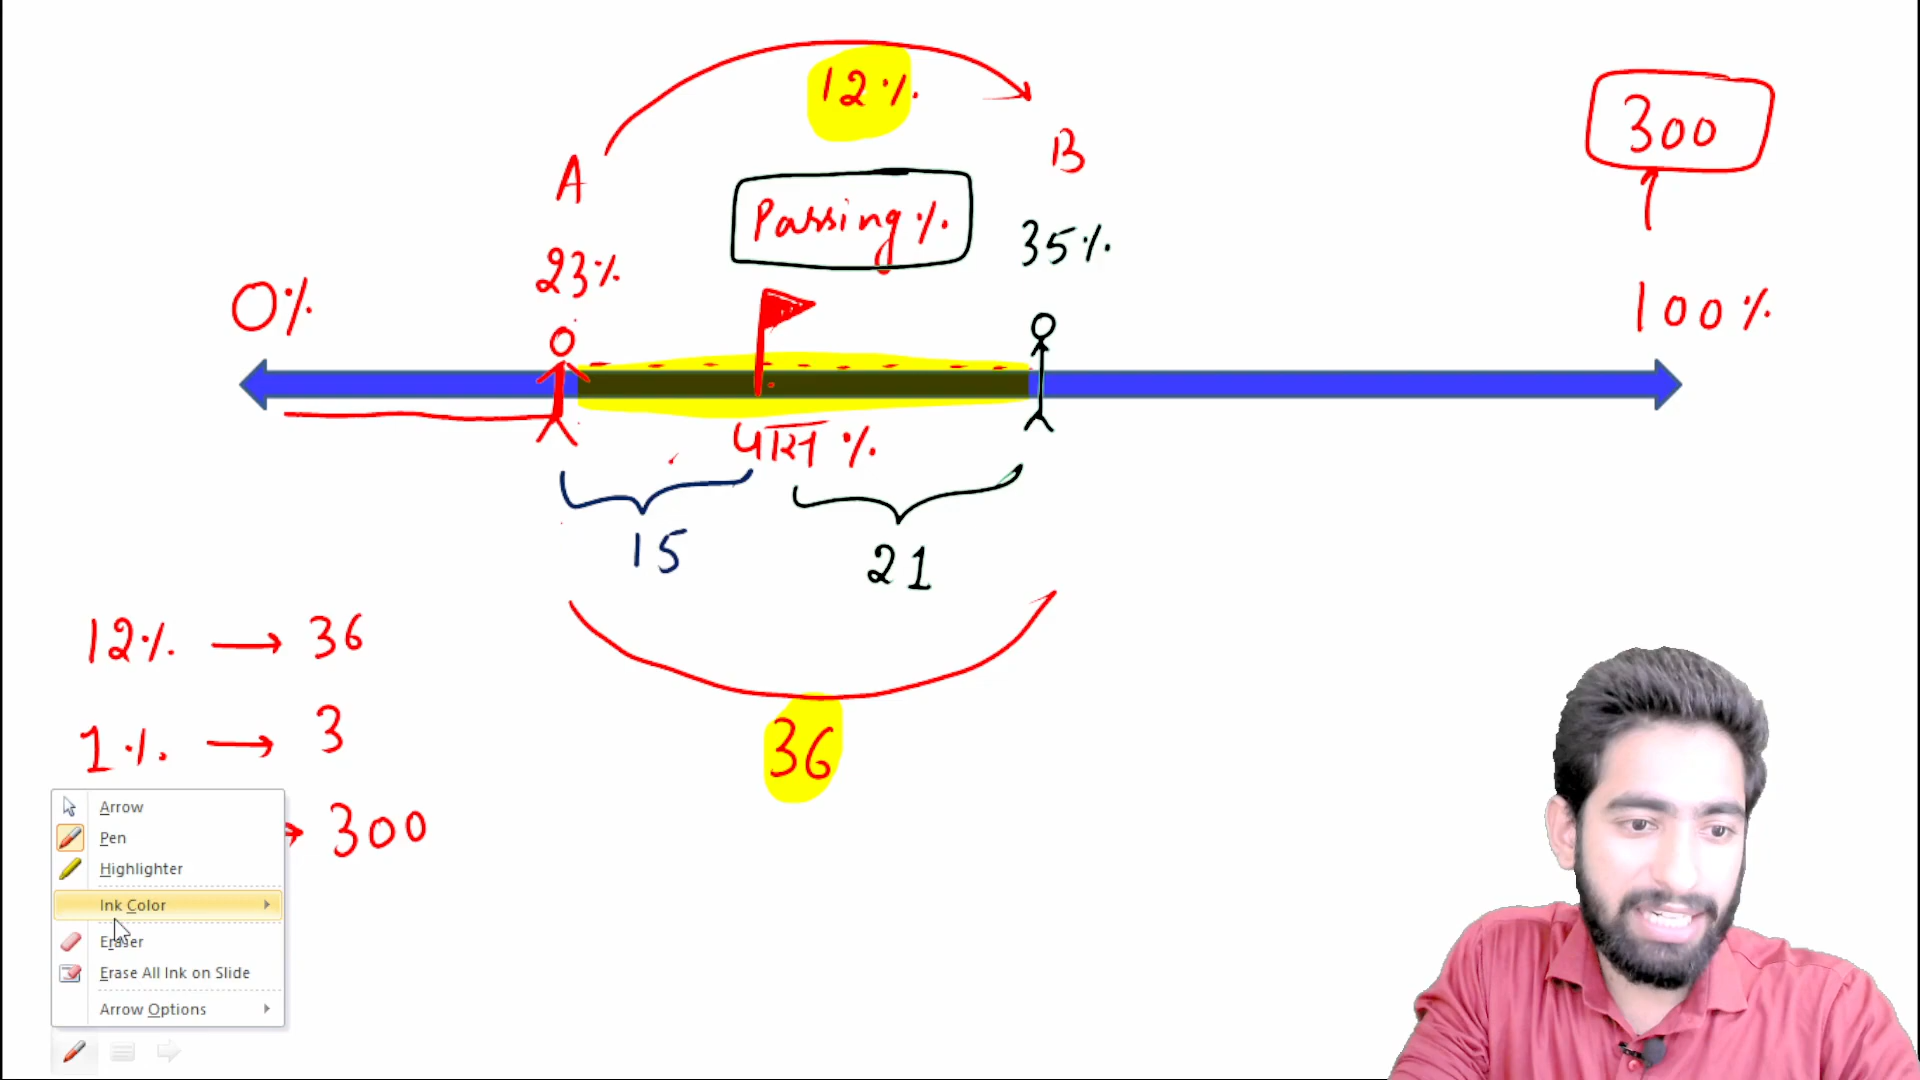 12%
A
B
300
Passing %
23%
35%
0%
100%
15
21
12% → 36
1% → 3
36
→ 300
Arrow
Pen
Highlighter
Ink Color
Eraser
Erase All Ink on Slide
Arrow Options